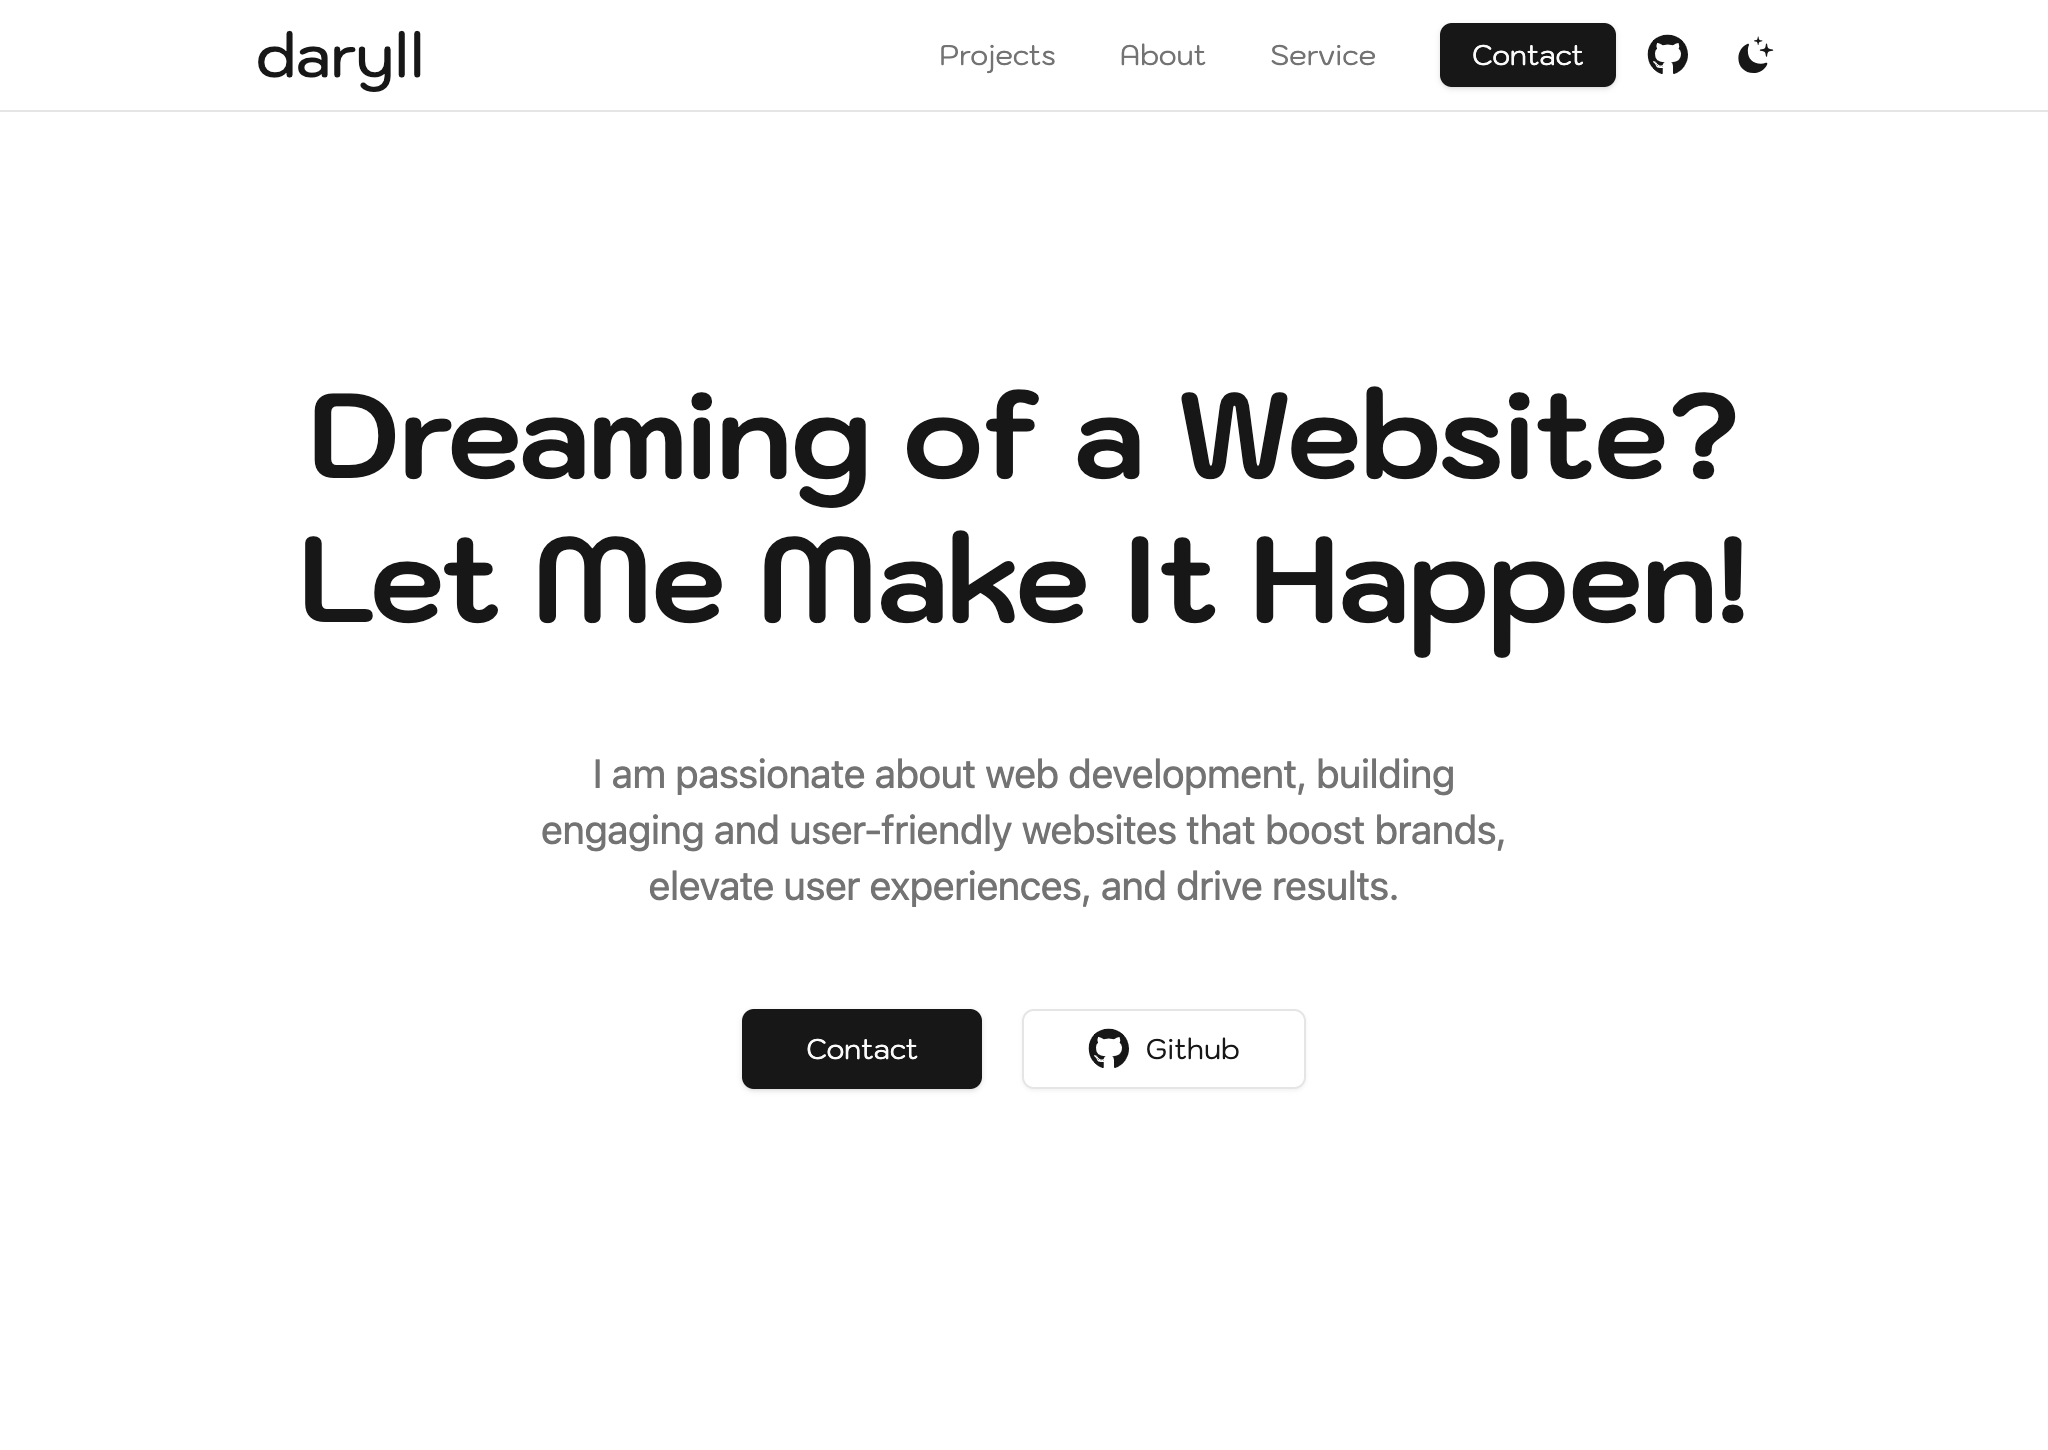 daryll
Projects About Service Contact
Dreaming of a Website?
Let Me Make It Happen!
I am passionate about web development, building
engaging and user-friendly websites that boost brands,
elevate user experiences, and drive results.
Contact Github